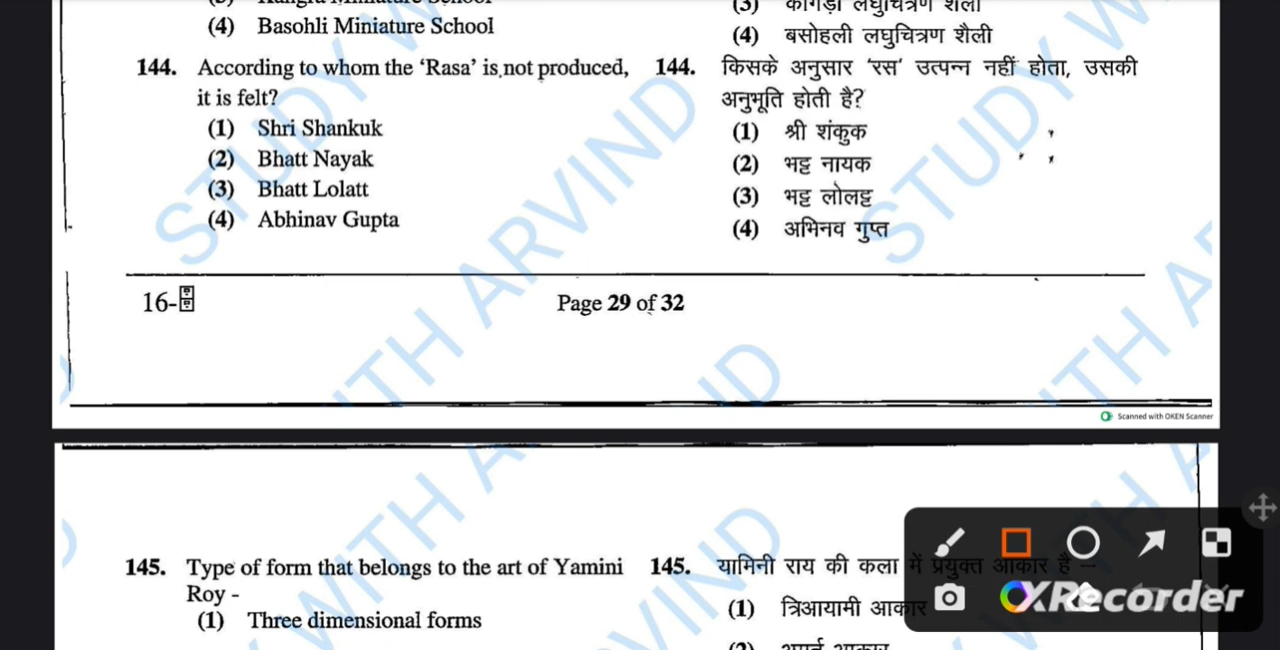 (4) Basohli Miniature School
(4) बसोहली लघुचित्रण शैली
144. According to whom the ‘Rasa’ is not produced,
it is felt?
(1) Shri Shankuk
(2) Bhatt Nayak
(3) Bhatt Lolatt
(4) Abhinav Gupta
144. किसके अनुसार ‘रस’ उत्पन्न नहीं होता, उसकी
अनुभूति होती है?
(1) श्री शंकुक
(2) भट्ट नायक
(3) भट्ट लोलट्ट
(4) अभिनव गुप्त
16-
Page 29 of 32
Scanned with OKEN Scanner
145. Type of form that belongs to the art of Yamini
Roy -
(1) Three dimensional forms
145. यामिनी राय की कला में प्रयुक्त आकार है –
(1) त्रिआयामी आकार
XRecorder
STUDY WITH ARVIND